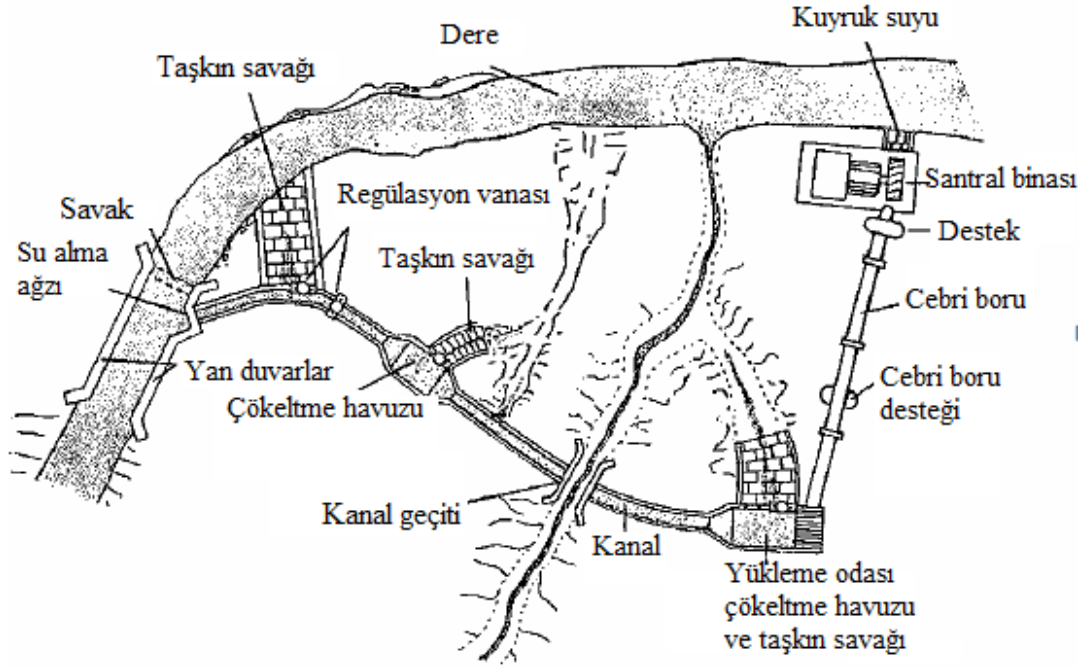 Kuyruk suyu
Dere
Taşkın savağı
Santral binası
Regülasyon vanası
Savak
Destek
Su alma
ağzı
Taşkın savağı
Cebri boru
Yan duvarlar
Cebri boru
desteği
Çökeltme havuzu
Kanal geçiti
Kanal
Yükleme odası
çökeltme havuzu
ve taşkın savağı